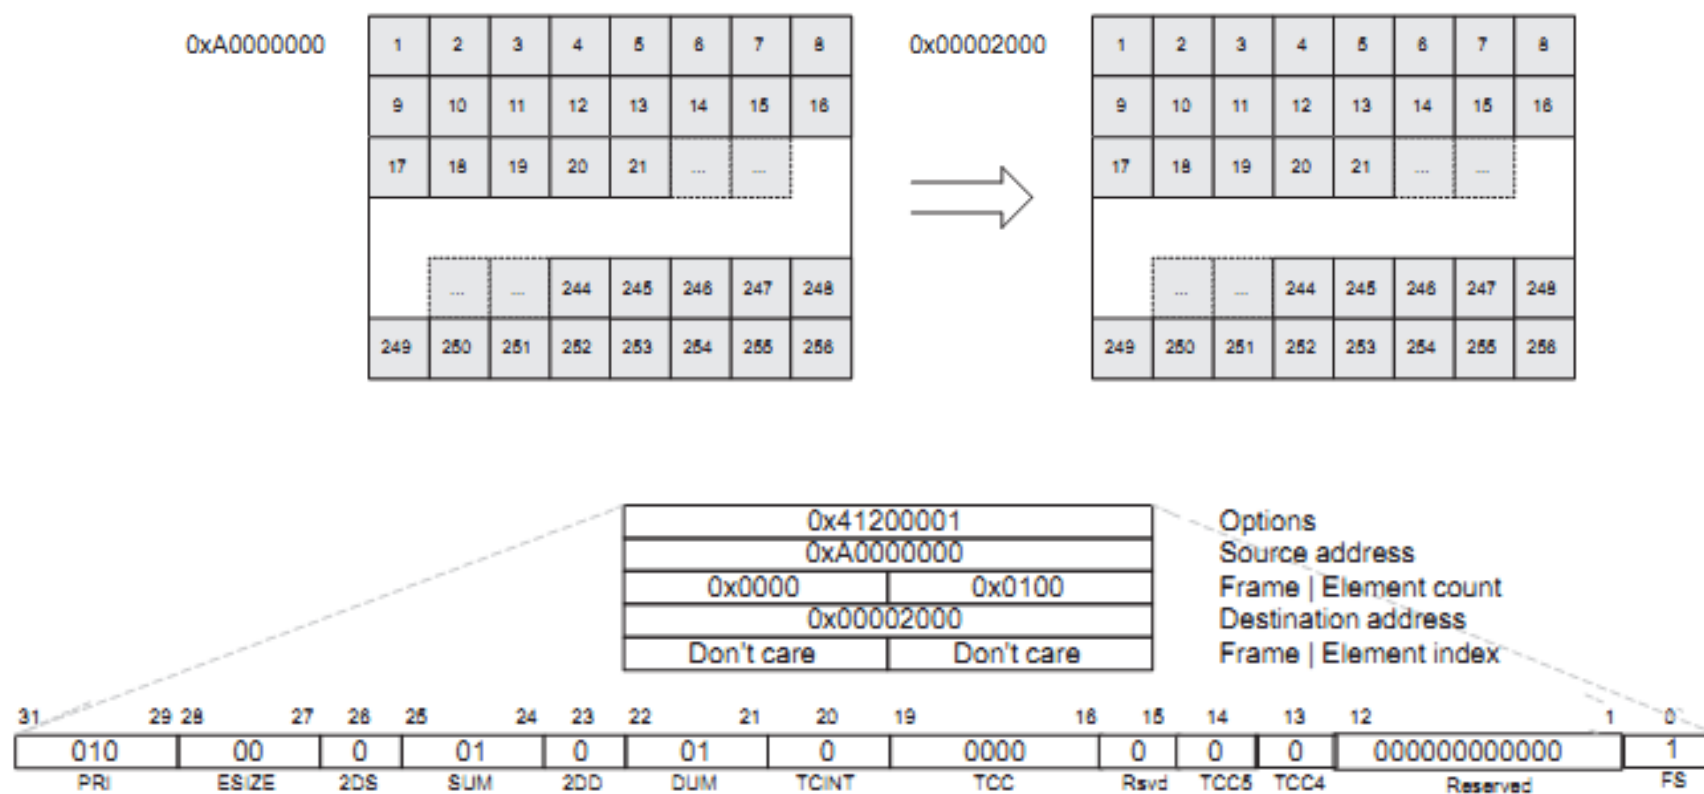 0xA0000000 1 2 3 4 5 6 7 8 0x00002000 1 2 3 4 5 6 7 8
9 10 11 12 13 14 15 16 9 10 11 12 13 14 15 16
17 18 19 20 21 ... ... 17 18 19 20 21 ... ...
... ... 244 245 246 247 248 ... ... 244 245 246 247 248
249 250 251 252 253 254 255 256 249 250 251 252 253 254 255 256
0x41200001 Options
0xA0000000 Source address
0x0000 0x0100 Frame | Element count
0x00002000 Destination address
Don't care Don't care Frame | Element index
31 29 28 27 26 25 24 23 22 21 20 19 16 15 14 13 12 1 0
010 00 0 01 0 01 0 0000 0 0 0 000000000000 1
PRI ESIZE 2DS SUM 2DD DUM TCINT TCC Rsvd TCC5 TCC4 Reserved FS